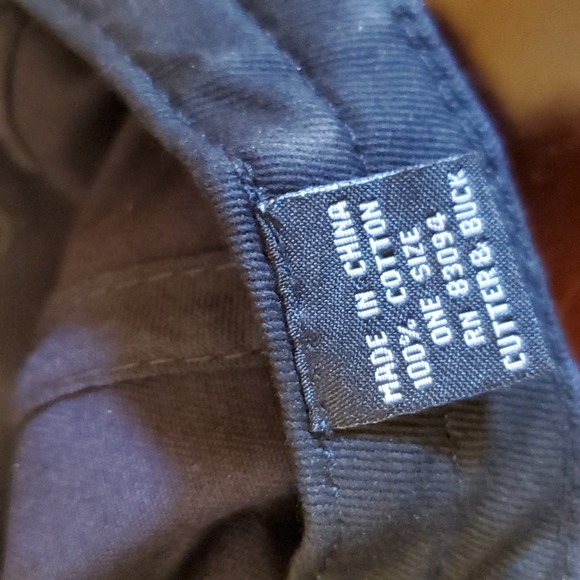 MADE IN CHINA
100% COTTON
ONE SIZE
RN 83094
CUTTER & BUCK